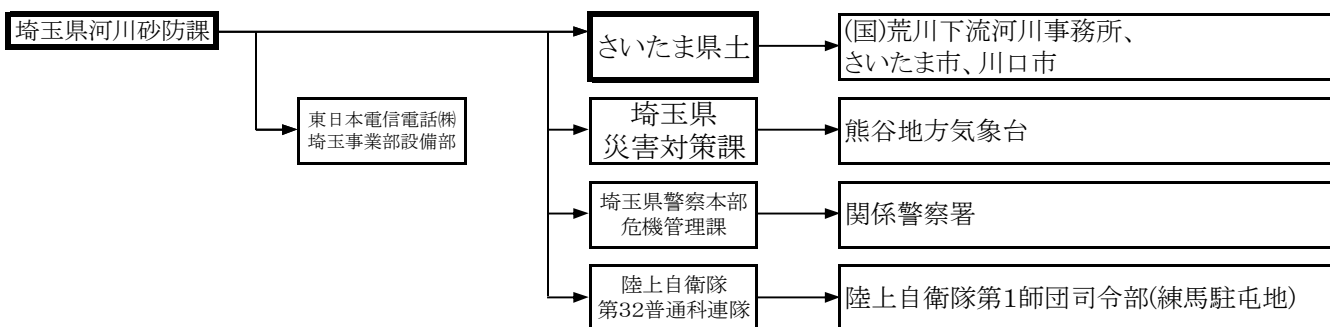 埼玉県河川砂防課
さいたま県土
(国)荒川下流河川事務所、
さいたま市、川口市
東日本電信電話㈱
埼玉事業部設備部
埼玉県
災害対策課
熊谷地方気象台
埼玉県警察本部
危機管理課
関係警察署
陸上自衛隊
第32普通科連隊
陸上自衛隊第1師団司令部(練馬駐屯地)